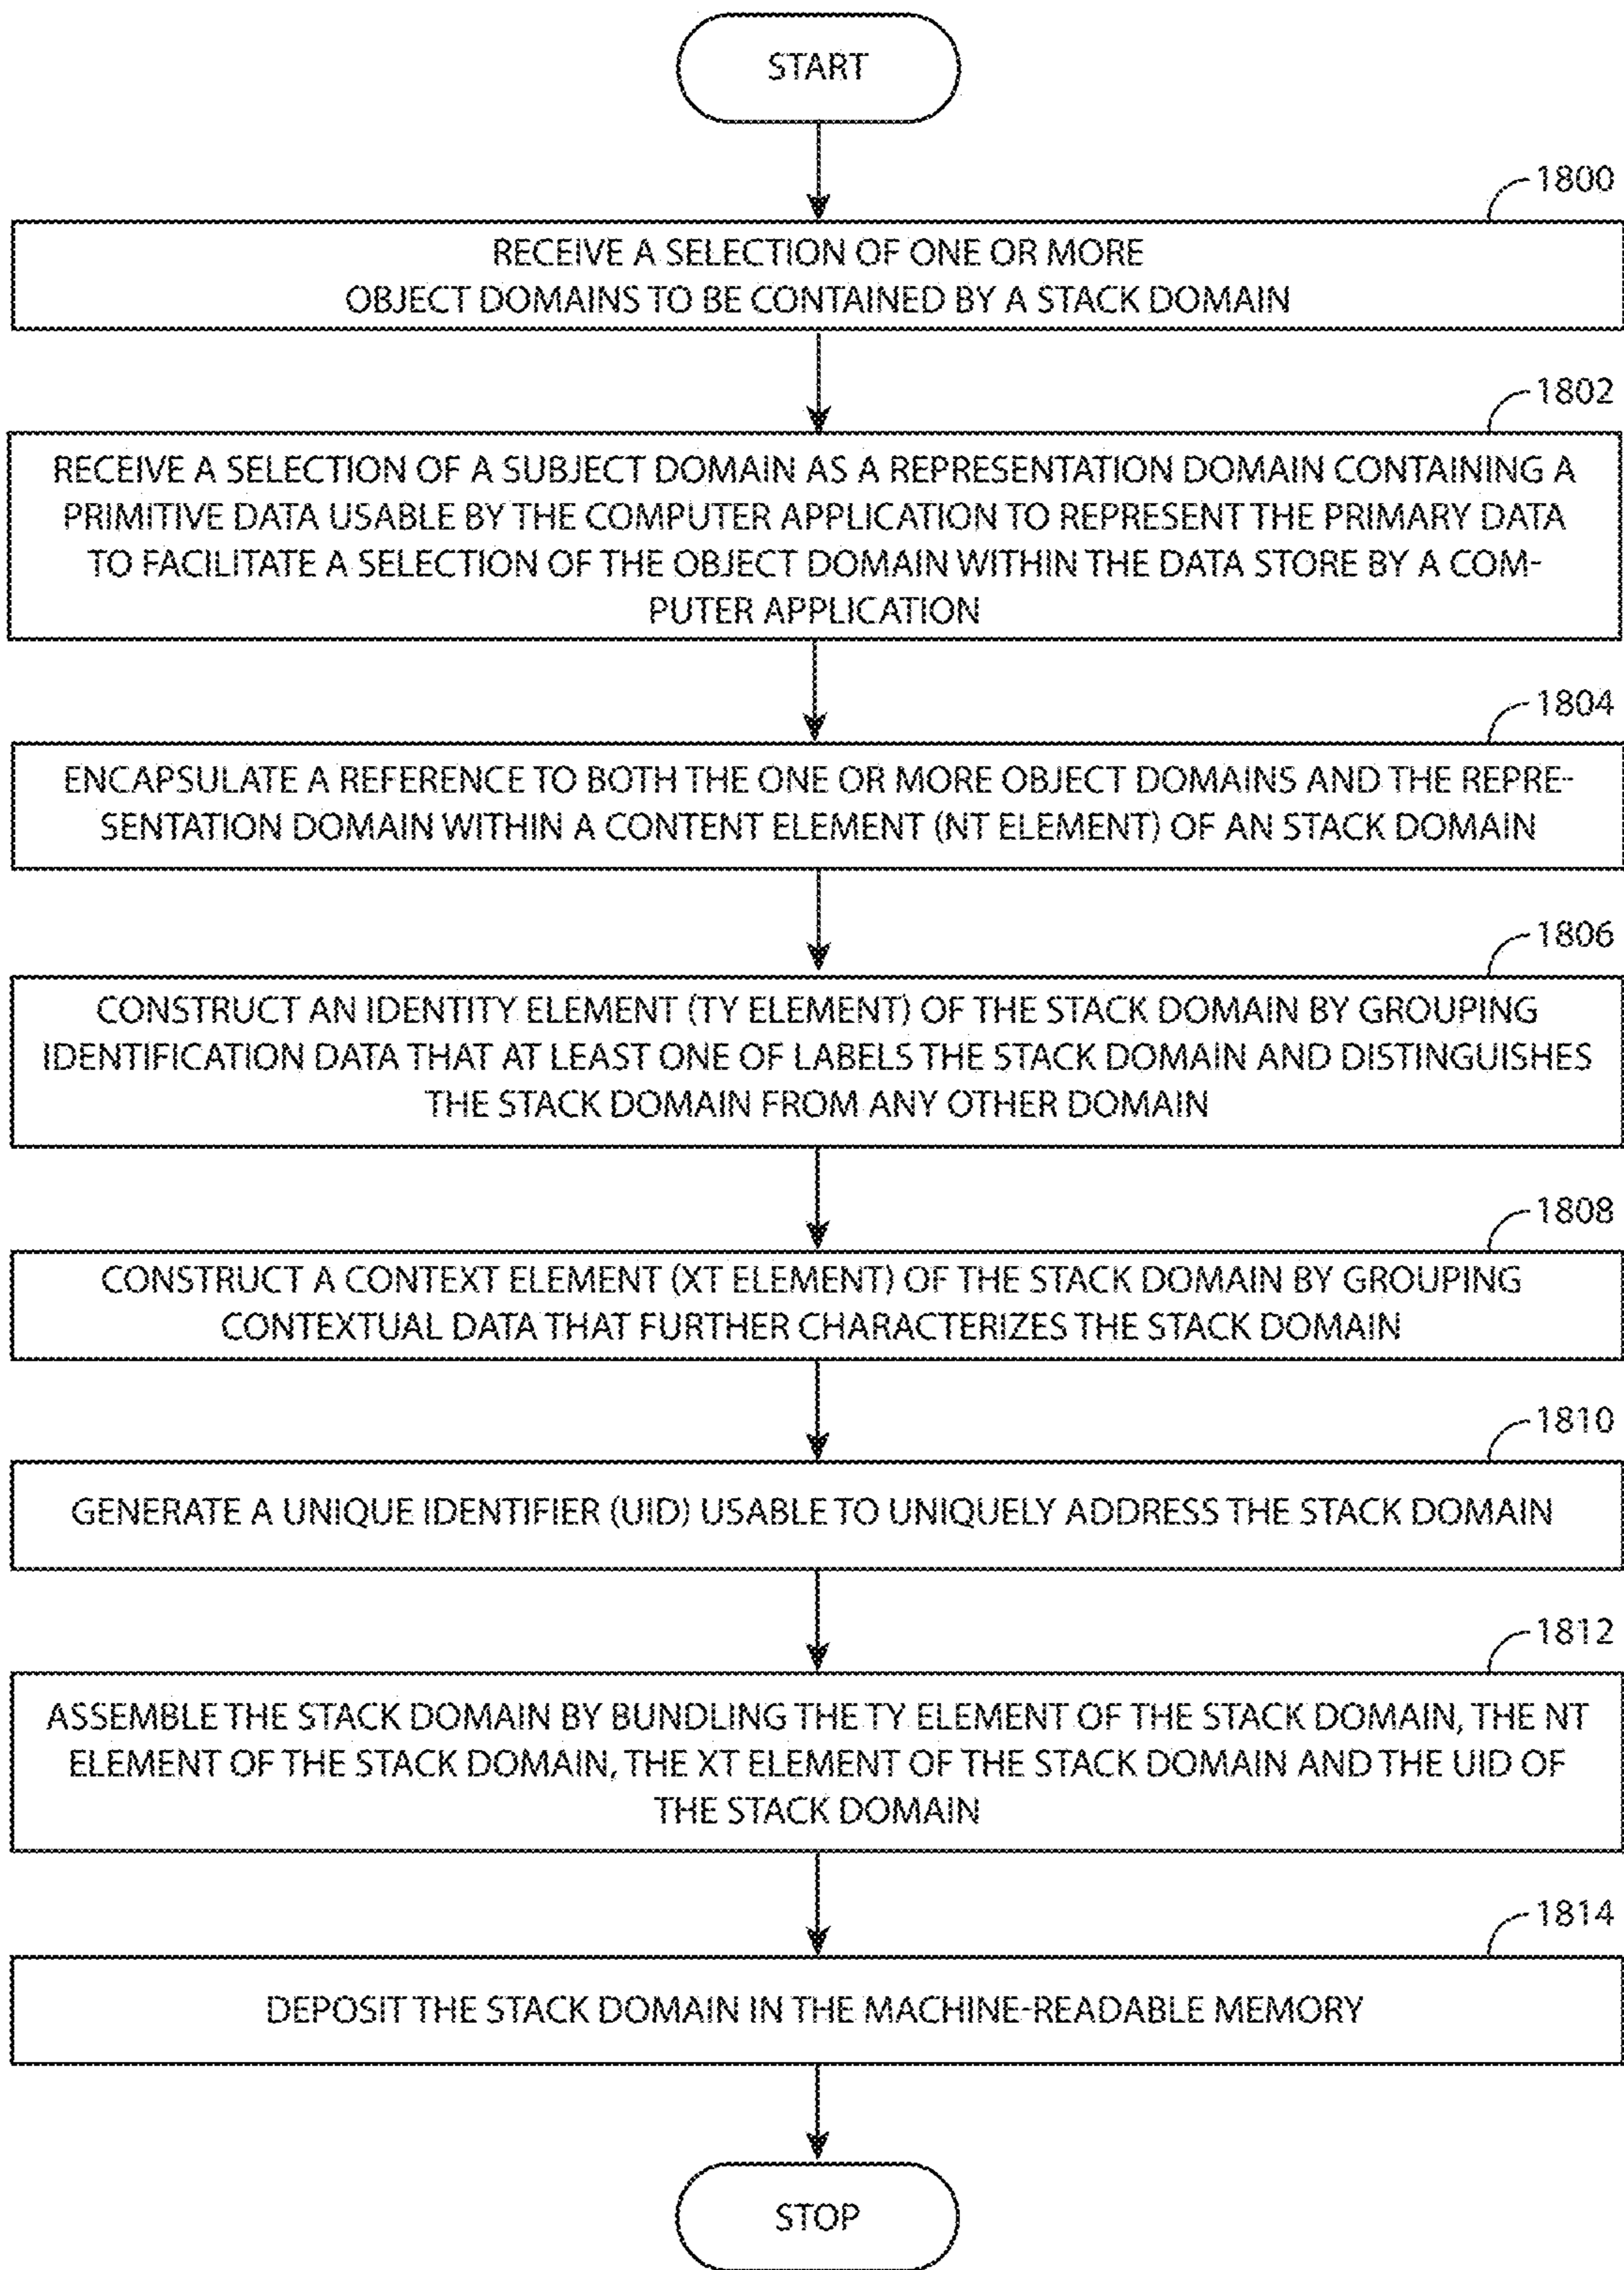 START
1800
RECEIVE A SELECTION OF ONE OR MORE
OBJECT DOMAINS TO BE CONTAINED BY A STACK DOMAIN
1802
RECEIVE A SELECTION OF A SUBJECT DOMAIN AS A REPRESENTATION DOMAIN CONTAINING A
PRIMITIVE DATA USABLE BY THE COMPUTER APPLICATION TO REPRESENT THE PRIMARY DATA
TO FACILITATE A SELECTION OF THE OBJECT DOMAIN WITHIN THE DATA STORE BY A COM-
PUTER APPLICATION
1804
ENCAPSULATE A REFERENCE TO BOTH THE ONE OR MORE OBJECT DOMAINS AND THE REPRE-
SENTATION DOMAIN WITHIN A CONTENT ELEMENT (NT ELEMENT) OF AN STACK DOMAIN
1806
CONSTRUCT AN IDENTITY ELEMENT (TY ELEMENT) OF THE STACK DOMAIN BY GROUPING
IDENTIFICATION DATA THAT AT LEAST ONE OF LABELS THE STACK DOMAIN AND DISTINGUISHES
THE STACK DOMAIN FROM ANY OTHER DOMAIN
1808
CONSTRUCT A CONTEXT ELEMENT (XT ELEMENT) OF THE STACK DOMAIN BY GROUPING
CONTEXTUAL DATA THAT FURTHER CHARACTERIZES THE STACK DOMAIN
1810
GENERATE A UNIQUE IDENTIFIER (UID) USABLE TO UNIQUELY ADDRESS THE STACK DOMAIN
1812
ASSEMBLE THE STACK DOMAIN BY BUNDLING THE TY ELEMENT OF THE STACK DOMAIN, THE NT
ELEMENT OF THE STACK DOMAIN, THE XT ELEMENT OF THE STACK DOMAIN AND THE UID OF
THE STACK DOMAIN
1814
DEPOSIT THE STACK DOMAIN IN THE MACHINE-READABLE MEMORY
STOP